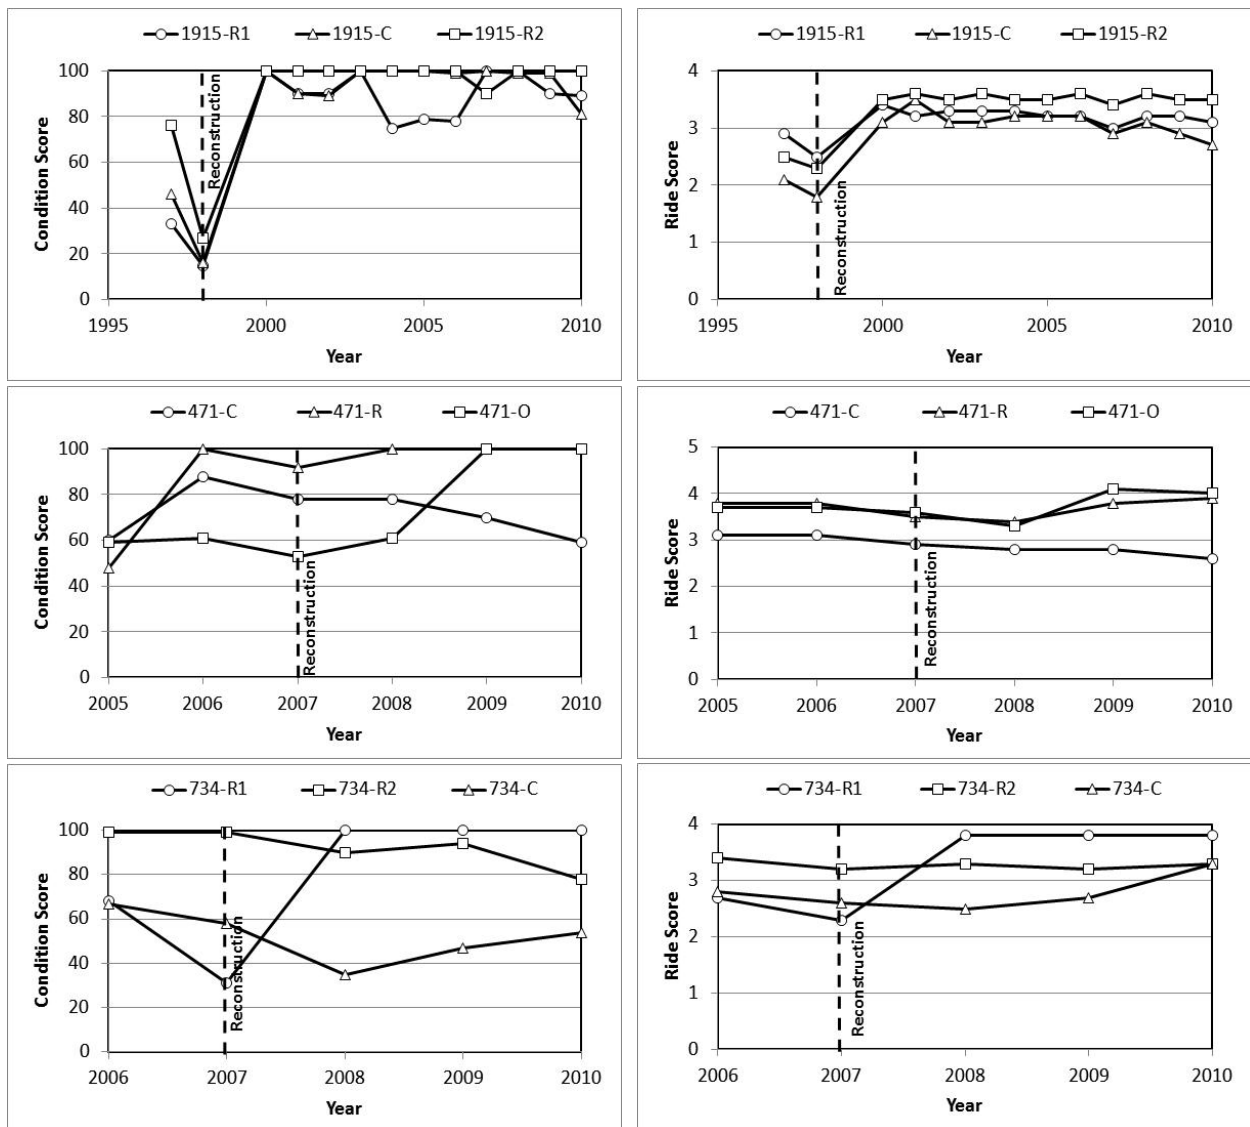 1915-R1 1915-C 1915-R2
100
80
60
40
20
0
Condition Score
Reconstruction
1995 2000 2005 2010
Year
1915-R1 1915-C 1915-R2
4
3
2
1
0
Ride Score
Reconstruction
1995 2000 2005 2010
Year
471-C 471-R 471-O
100
80
60
40
20
0
Condition Score
Reconstruction
2005 2006 2007 2008 2009 2010
Year
471-C 471-R 471-O
5
4
3
2
1
0
Ride Score
Reconstruction
2005 2006 2007 2008 2009 2010
Year
734-R1 734-R2 734-C
100
80
60
40
20
0
Condition Score
Reconstruction
2006 2007 2008 2009 2010
Year
734-R1 734-R2 734-C
4
3
2
1
0
Ride Score
Reconstruction
2006 2007 2008 2009 2010
Year